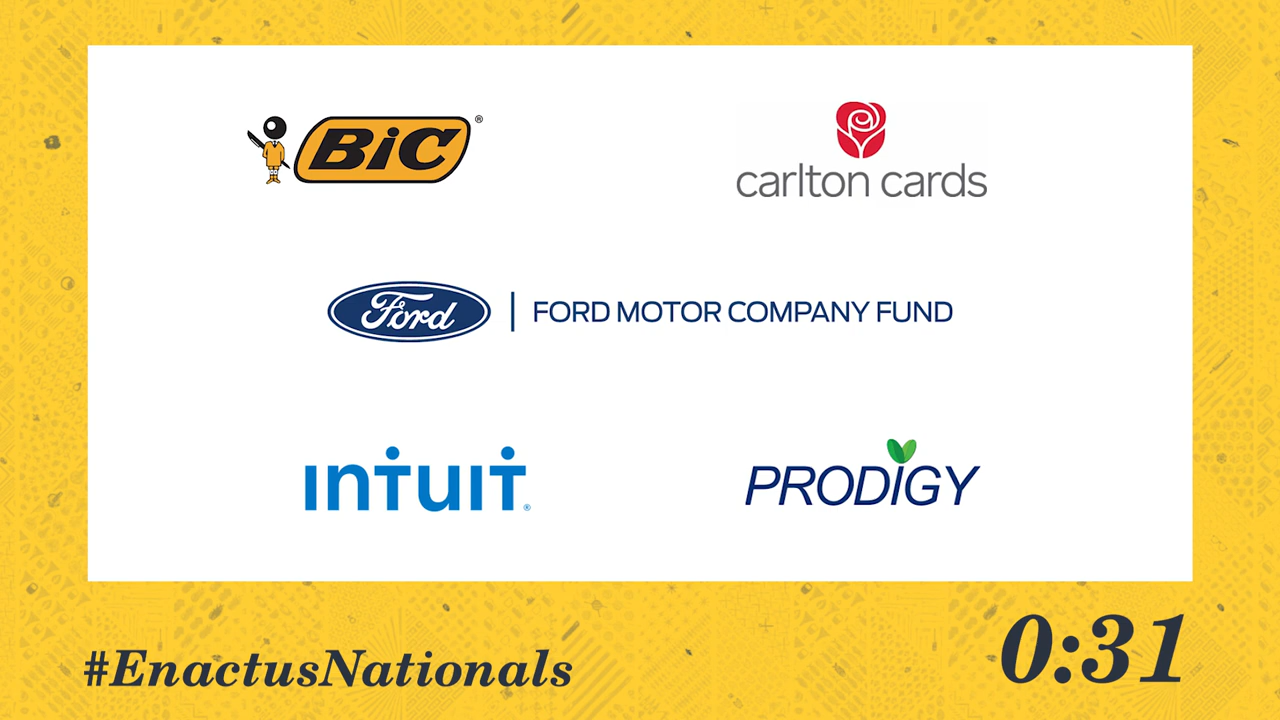 BiC®
carlton cards
Ford | FORD MOTOR COMPANY FUND
intuit®
PRODIGY
#EnactusNationals
0:31